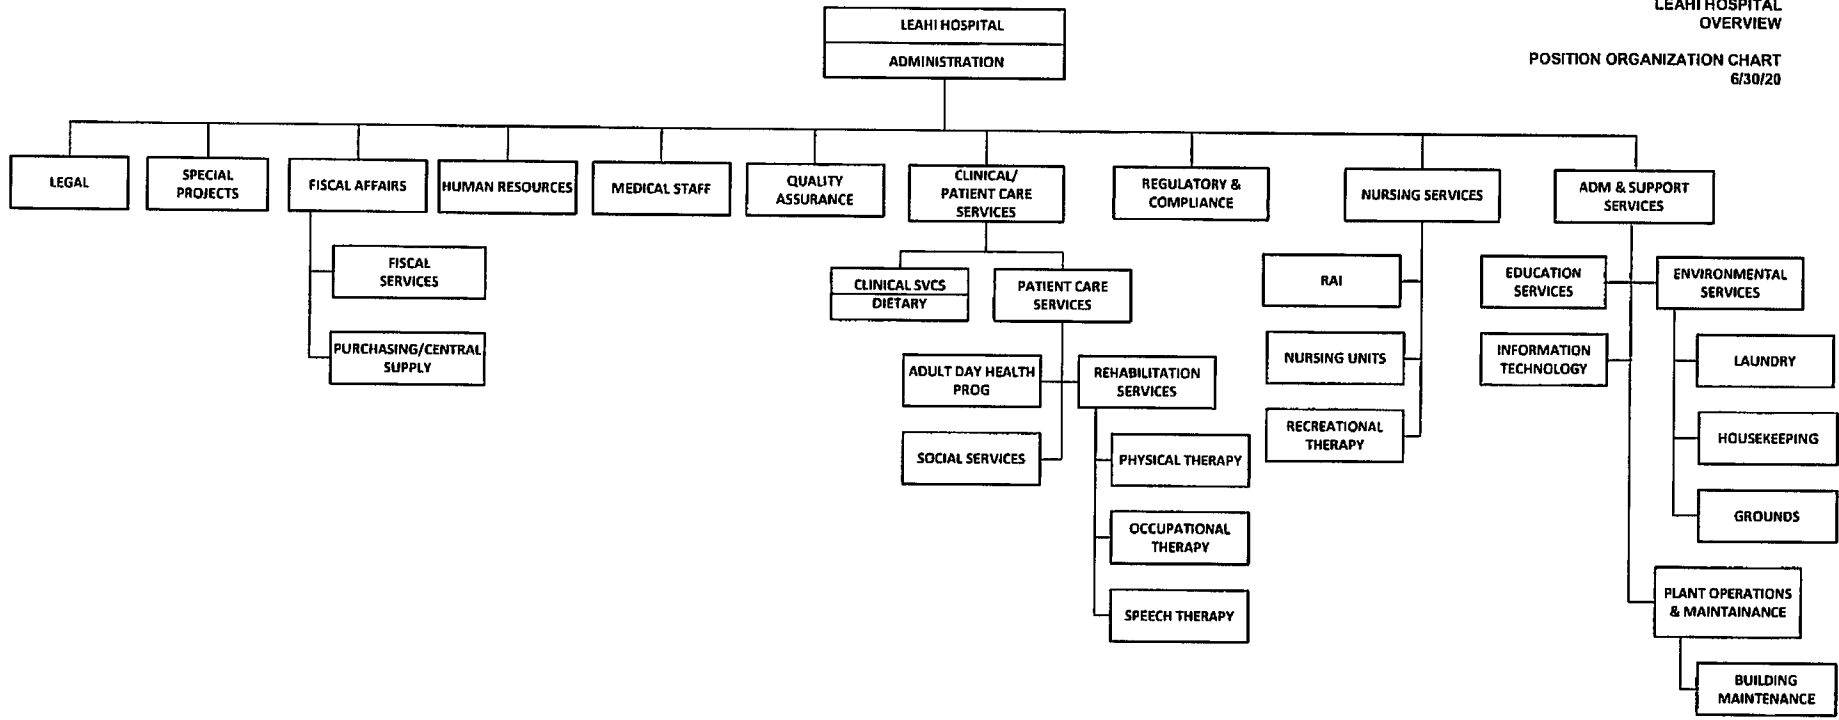 LEAHI HOSPITAL
OVERVIEW
POSITION ORGANIZATION CHART
6/30/20
LEAHI HOSPITAL
ADMINISTRATION
LEGAL
SPECIAL
PROJECTS
FISCAL AFFAIRS
HUMAN RESOURCES
MEDICAL STAFF
QUALITY
ASSURANCE
CLINICAL/
PATIENT CARE
SERVICES
REGULATORY &
COMPLIANCE
NURSING SERVICES
ADM & SUPPORT
SERVICES
FISCAL
SERVICES
PURCHASING/CENTRAL
SUPPLY
CLINICAL SVCS
DIETARY
PATIENT CARE
SERVICES
ADULT DAY HEALTH
PROG
REHABILITATION
SERVICES
SOCIAL SERVICES
PHYSICAL THERAPY
OCCUPATIONAL
THERAPY
SPEECH THERAPY
RAI
NURSING UNITS
RECREATIONAL
THERAPY
EDUCATION
SERVICES
ENVIRONMENTAL
SERVICES
INFORMATION
TECHNOLOGY
LAUNDRY
HOUSEKEEPING
GROUNDS
PLANT OPERATIONS
& MAINTAINANCE
BUILDING
MAINTENANCE